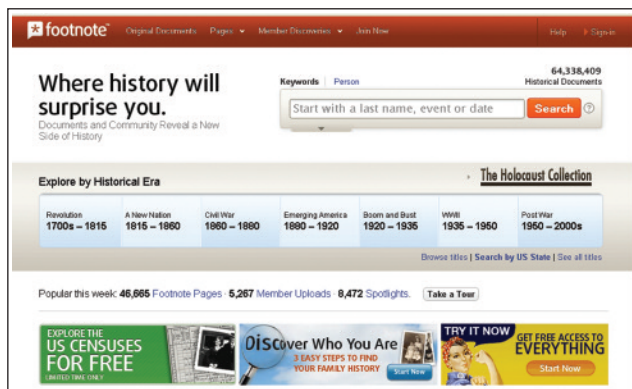 footnote™ Original Documents Pages Member Discoveries Join Now Help Sign-in
Where history will
surprise you.
Documents and Community Reveal a New
Side of History
64,338,409
Historical Documents
Keywords Person
Start with a last name, event or date Search ?
Explore by Historical Era
The Holocaust Collection
Revolution A New Nation Civil War Emerging America Boom and Bust WWII Post War
1700s – 1815 1815 – 1860 1860 – 1880 1880 – 1920 1920 – 1935 1935 – 1950 1950 – 2000s
Browse titles | Search by US State | See all titles
Popular this week: 46,665 Footnote Pages · 5,267 Member Uploads · 8,472 Spotlights. Take a Tour
EXPLORE THE
US CENSUSES
FOR FREE
LIMITED TIME ONLY
Discover Who You Are
3 EASY STEPS TO FIND
YOUR FAMILY HISTORY
Start Now
TRY IT NOW
GET FREE ACCESS TO
EVERYTHING
Start Now